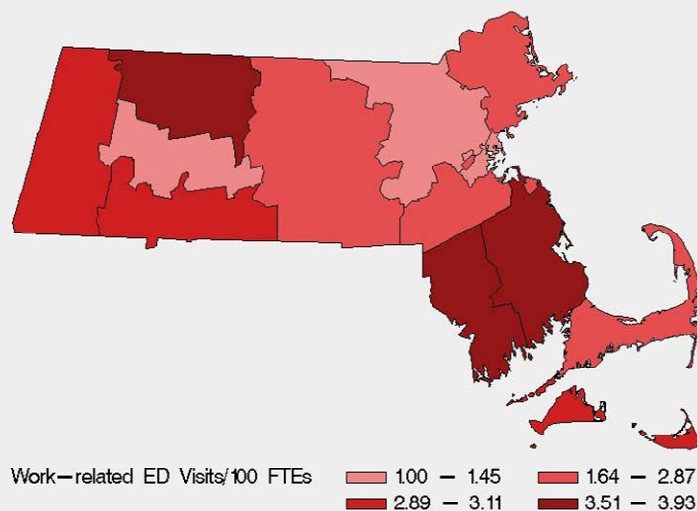 Work-related ED Visits/100 FTEs 1.00 - 1.45 1.64 - 2.87
2.89 - 3.11 3.51 - 3.93